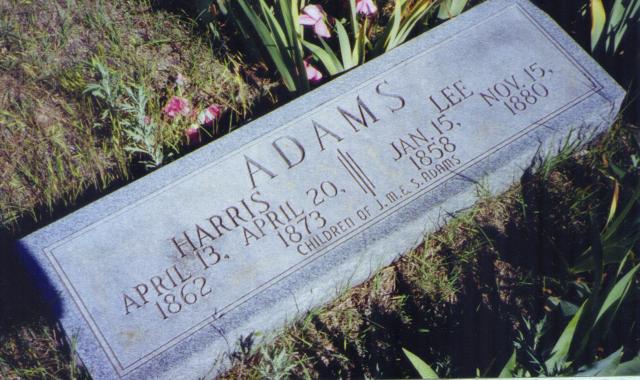 ADAMS
HARRIS
APRIL 13, APRIL 20,
1862 1873
LEE
JAN. 15, NOV. 15,
1858 1880
CHILDREN OF J.M. & S. ADAMS